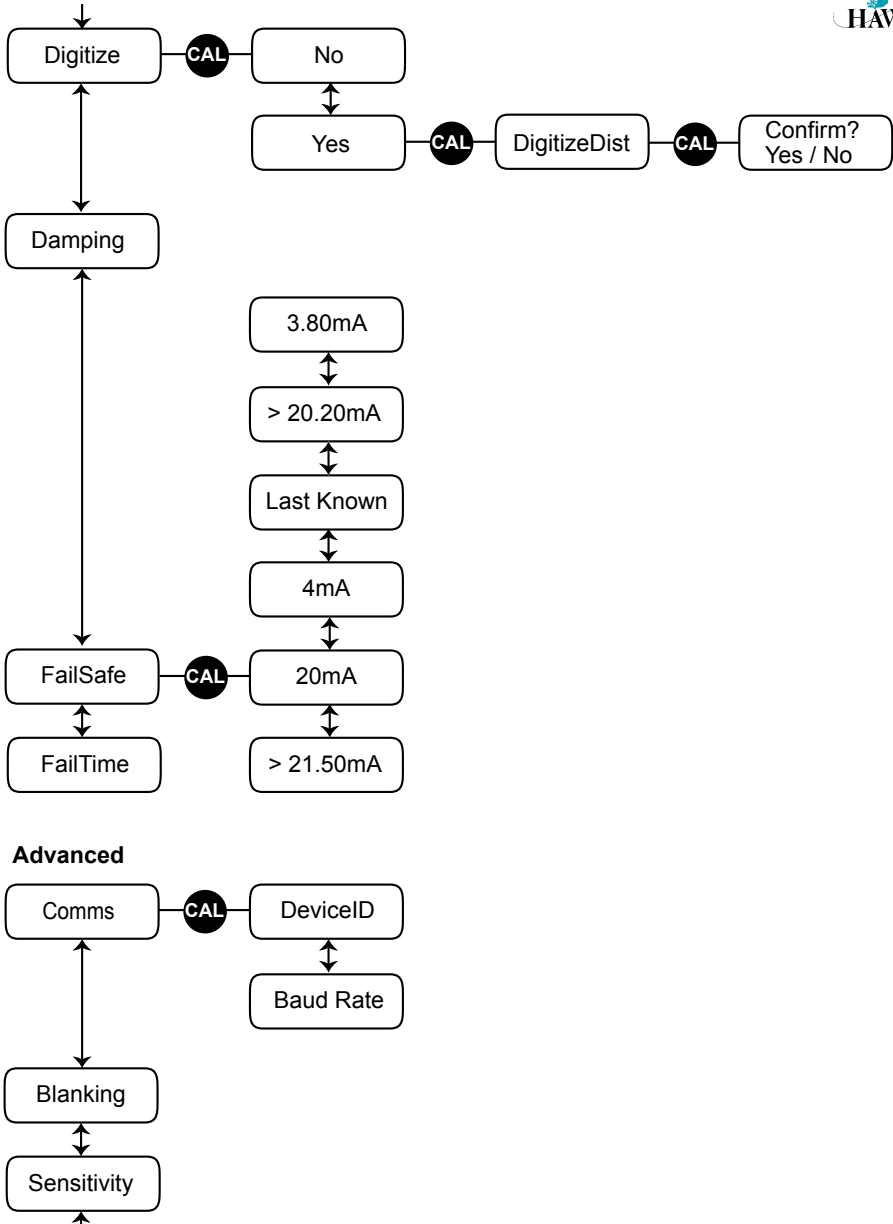 HAW
Digitize
CAL
No
Yes
CAL
DigitizeDist
CAL
Confirm?
Yes / No
Damping
3.80mA
> 20.20mA
Last Known
4mA
FailSafe
CAL
20mA
FailTime
> 21.50mA
Advanced
Comms
CAL
DeviceID
Baud Rate
Blanking
Sensitivity